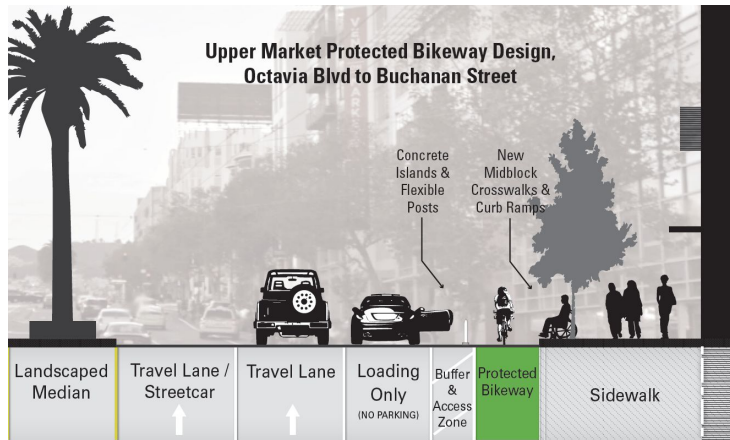 Upper Market Protected Bikeway Design,
Octavia Blvd to Buchanan Street
Concrete
Islands &
Flexible
Posts
New
Midblock
Crosswalks &
Curb Ramps
Landscaped
Median
Travel Lane /
Streetcar
Travel Lane
Loading
Only
(NO PARKING)
Buffer
&
Access
Zone
Protected
Bikeway
Sidewalk